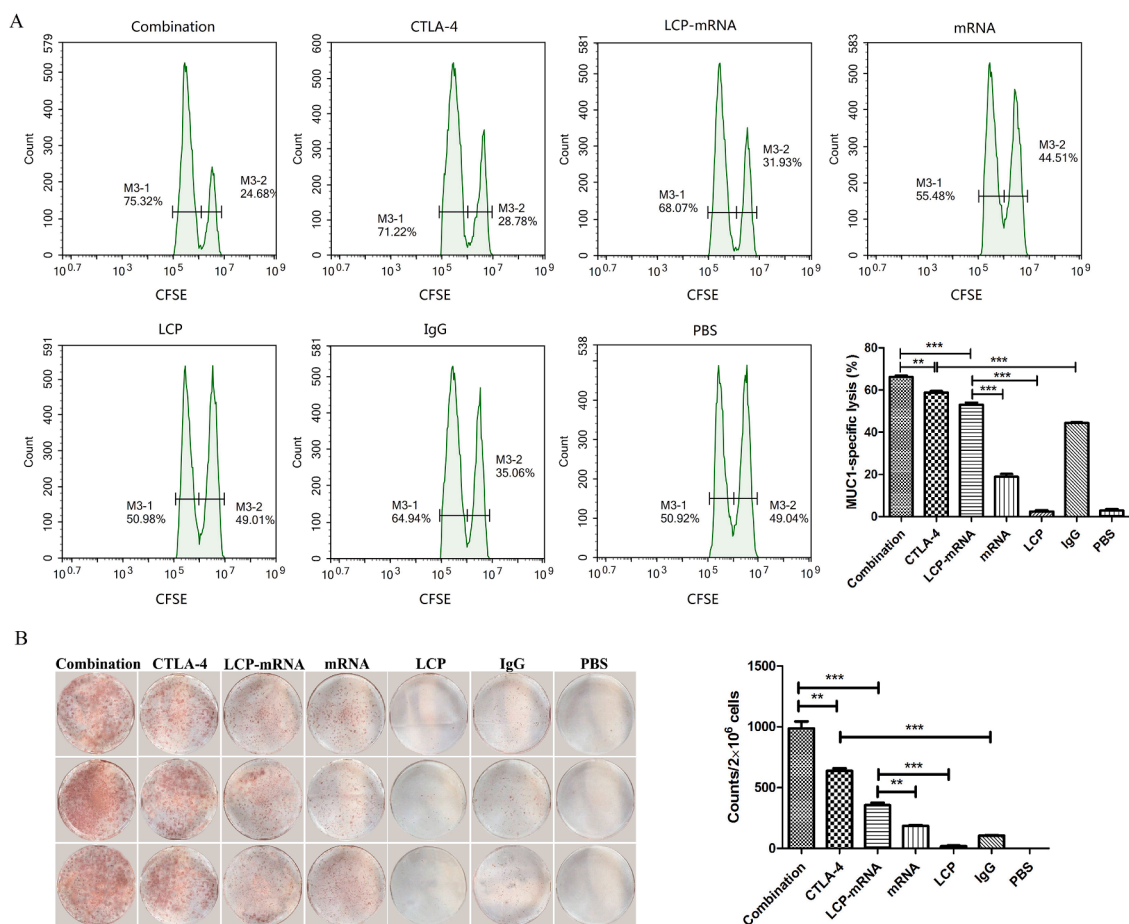 A
Combination
579
500
400
300
200
100
0
Count
M3-1
75.32%
M3-2
24.68%
10^0.7
10^3
10^5
10^7
10^9
CFSE
CTLA-4
600
500
400
300
200
100
0
Count
M3-1
71.22%
M3-2
28.78%
10^0.7
10^3
10^5
10^7
10^9
CFSE
LCP-mRNA
581
500
400
300
200
100
0
Count
M3-1
68.07%
M3-2
31.93%
10^0.7
10^3
10^5
10^7
10^9
CFSE
mRNA
583
500
400
300
200
100
0
Count
M3-1
55.48%
M3-2
44.51%
10^0.7
10^3
10^5
10^7
10^9
CFSE
LCP
591
500
400
300
200
100
0
Count
M3-1
50.98%
M3-2
49.01%
10^0.7
10^3
10^5
10^7
10^9
CFSE
IgG
581
500
400
300
200
100
0
Count
M3-1
64.94%
M3-2
35.06%
10^0.7
10^3
10^5
10^7
10^9
CFSE
PBS
538
400
300
200
100
0
Count
M3-1
50.92%
M3-2
49.04%
10^0.7
10^3
10^5
10^7
10^9
CFSE
MUC1-specific lysis (%)
80
60
40
20
0
***
**
***
***
***
Combination
CTLA-4
LCP-mRNA
mRNA
LCP
IgG
PBS
B
Combination CTLA-4 LCP-mRNA mRNA LCP IgG PBS
Counts/2×10^6 cells
1500
1000
500
0
***
**
***
***
**
Combination
CTLA-4
LCP-mRNA
mRNA
LCP
IgG
PBS